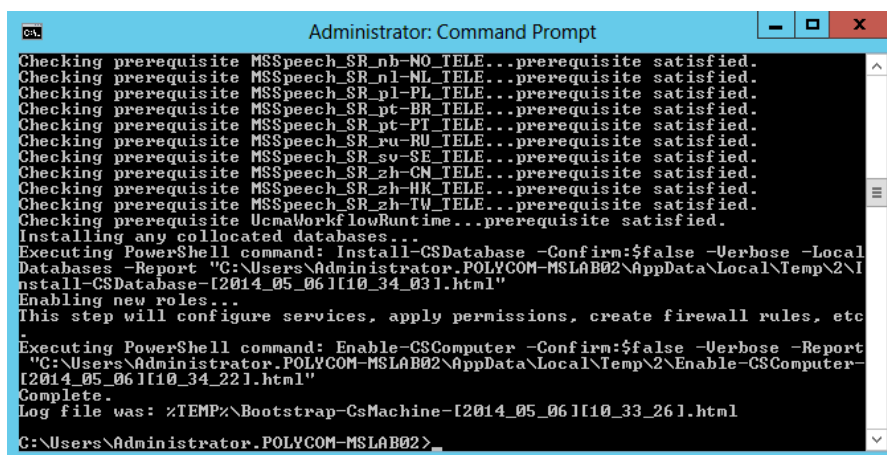 Administrator: Command Prompt
Checking prerequisite MSSpeech_SR_nb-NO_TELE...prerequisite satisfied.
Checking prerequisite MSSpeech_SR_nl-NL_TELE...prerequisite satisfied.
Checking prerequisite MSSpeech_SR_pl-PL_TELE...prerequisite satisfied.
Checking prerequisite MSSpeech_SR_pt-BR_TELE...prerequisite satisfied.
Checking prerequisite MSSpeech_SR_pt-PT_TELE...prerequisite satisfied.
Checking prerequisite MSSpeech_SR_ru-RU_TELE...prerequisite satisfied.
Checking prerequisite MSSpeech_SR_sv-SE_TELE...prerequisite satisfied.
Checking prerequisite MSSpeech_SR_zh-CN_TELE...prerequisite satisfied.
Checking prerequisite MSSpeech_SR_zh-HK_TELE...prerequisite satisfied.
Checking prerequisite MSSpeech_SR_zh-TW_TELE...prerequisite satisfied.
Checking prerequisite UcmaWorkflowRuntime...prerequisite satisfied.
Installing any collocated databases...
Executing PowerShell command: Install-CSDatabase -Confirm:$false -Verbose -Local
Databases -Report "C:\Users\Administrator.POLYCOM-MSLAB02\AppData\Local\Temp\2\I
nstall-CSDatabase-[2014_05_06][10_34_03].html"
Enabling new roles...
This step will configure services, apply permissions, create firewall rules, etc
.
Executing PowerShell command: Enable-CSComputer -Confirm:$false -Verbose -Report
"C:\Users\Administrator.POLYCOM-MSLAB02\AppData\Local\Temp\2\Enable-CSComputer-
[2014_05_06][10_34_22].html"
Complete.
Log file was: %TEMP%\Bootstrap-CsMachine-[2014_05_06][10_33_26].html
C:\Users\Administrator.POLYCOM-MSLAB02>_